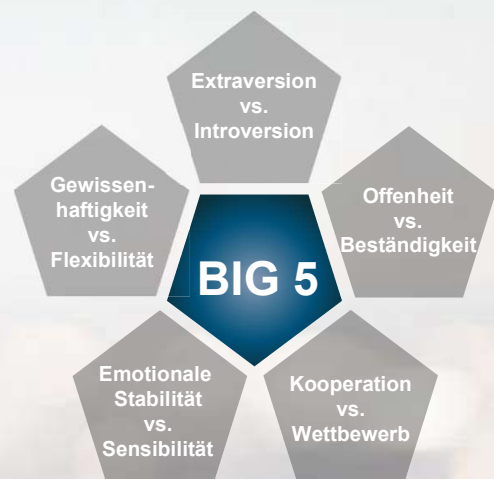 Extraversion
vs.
Introversion
Gewissen-
haftigkeit
vs.
Flexibilität
Offenheit
vs.
Beständigkeit
BIG 5
Emotionale
Stabilität
vs.
Sensibilität
Kooperation
vs.
Wettbewerb